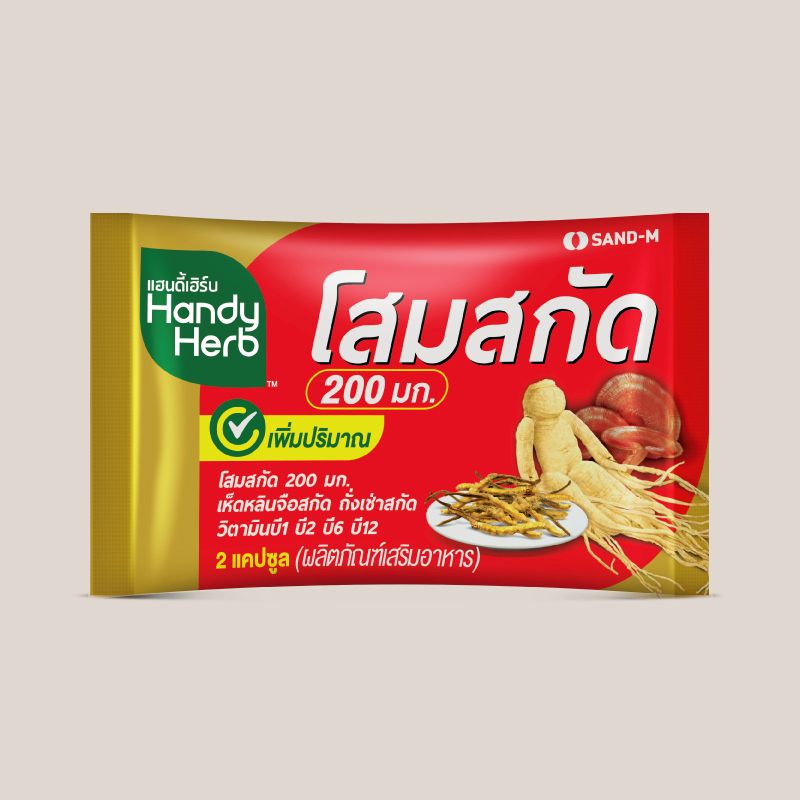 แฮนดี้เฮิร์บ
Handy
Herb
TM
SAND-M
โสมสกัด
200 มก.
เพิ่มปริมาณ
โสมสกัด 200 มก.
เห็ดหลินจือสกัด ถั่งเช่าสกัด
วิตามินบี1 บี2 บี6 บี12
2 แคปซูล (ผลิตภัณฑ์เสริมอาหาร)